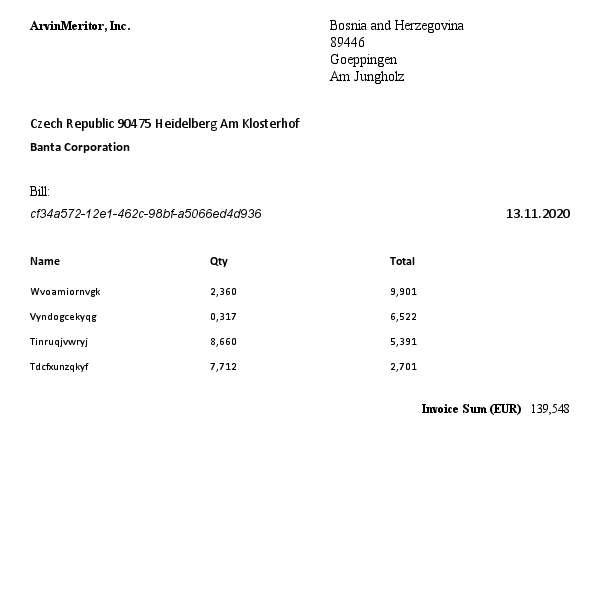 ArvinMeritor, Inc.
Bosnia and Herzegovina
89446
Goeppingen
Am Jungholz
Czech Republic 90475 Heidelberg Am Klosterhof
Banta Corporation
Bill:
cf34a572-12e1-462c-98bf-a5066ed4d936 13.11.2020
Name Qty Total
Wvoamiornvgk 2,360 9,901
Vyndogcekyqg 0,317 6,522
Tinruqjvwryj 8,660 5,391
Tdcfxunzqkyf 7,712 2,701
Invoice Sum (EUR) 139,548